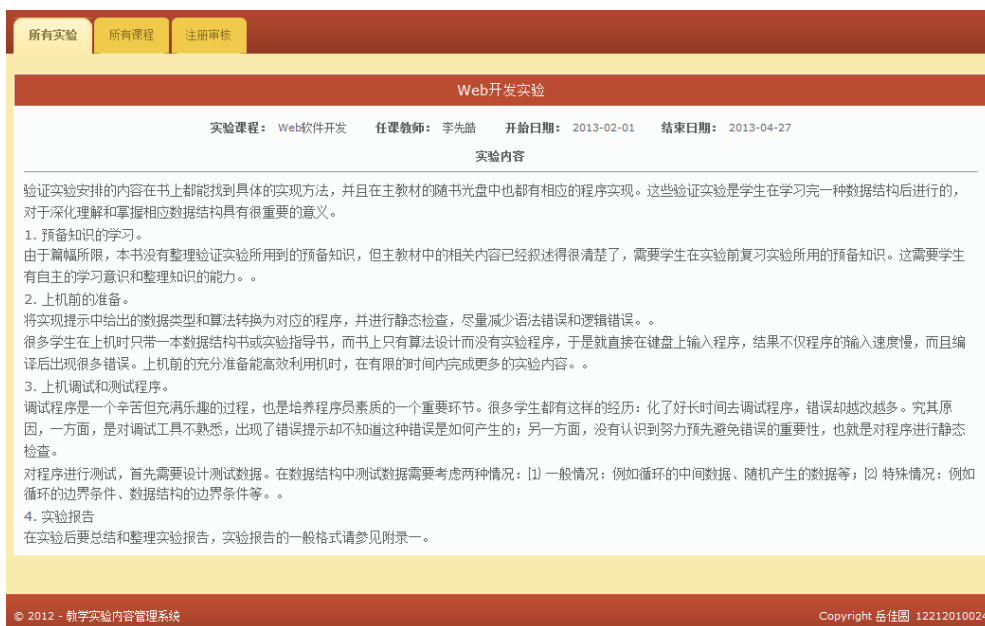 所有实验 所有课程 注册审核
Web开发实验
实验课程： Web软件开发 任课教师： 李先皓 开始日期： 2013-02-01 结束日期： 2013-04-27
实验内容
验证实验安排的内容在书上都能找到具体的实现方法，并且在主教材的随书光盘中也都有相应的程序实现。这些验证实验是学生在学习完一种数据结构后进行的，
对于深化理解和掌握相应数据结构具有很重要的意义。
1. 预备知识的学习。
由于篇幅所限，本书没有整理验证实验所用到的预备知识，但主教材中的相关内容已经叙述得很清楚了，需要学生在实验前复习实验所用的预备知识。这需要学生
有自主的学习意识和整理知识的能力。。
2. 上机前的准备。
将实现提示中给出的数据类型和算法转换为对应的程序，并进行静态检查，尽量减少语法错误和逻辑错误。。
很多学生在上机时只带一本数据结构书或实验指导书，而书上只有算法设计而没有实验程序，于是就直接在键盘上输入程序，结果不仅程序的输入速度慢，而且编
译后出现很多错误。上机前的充分准备能高效利用机时，在有限的时间内完成更多的实验内容。。
3. 上机调试和测试程序。
调试程序是一个辛苦但充满乐趣的过程，也是培养程序员素质的一个重要环节。很多学生都有这样的经历：化了好长时间去调试程序，错误却越改越多。究其原
因，一方面，是对调试工具不熟悉，出现了错误提示却不知道这种错误是如何产生的；另一方面，没有认识到努力预先避免错误的重要性，也就是对程序进行静态
检查。
对程序进行测试，首先需要设计测试数据。在数据结构中测试数据需要考虑两种情况：⑴ 一般情况：例如循环的中间数据、随机产生的数据等；⑵ 特殊情况：例如
循环的边界条件、数据结构的边界条件等。。
4. 实验报告
在实验后要总结和整理实验报告，实验报告的一般格式请参见附录一。
© 2012 - 教学实验内容管理系统 Copyright 岳佳圆 12212010024